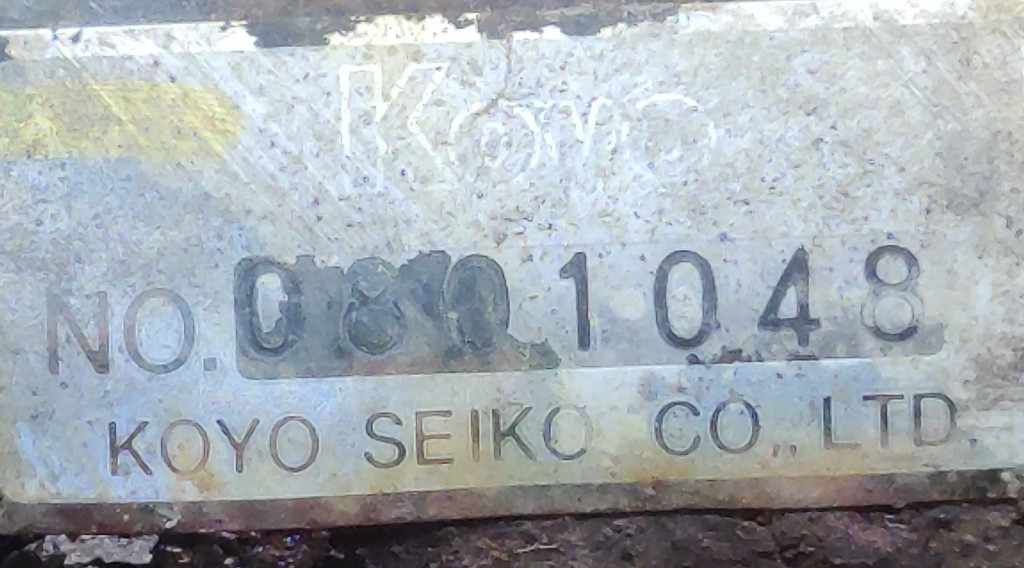 Koyo
NO. 0801048
KOYO SEIKO CO., LTD.